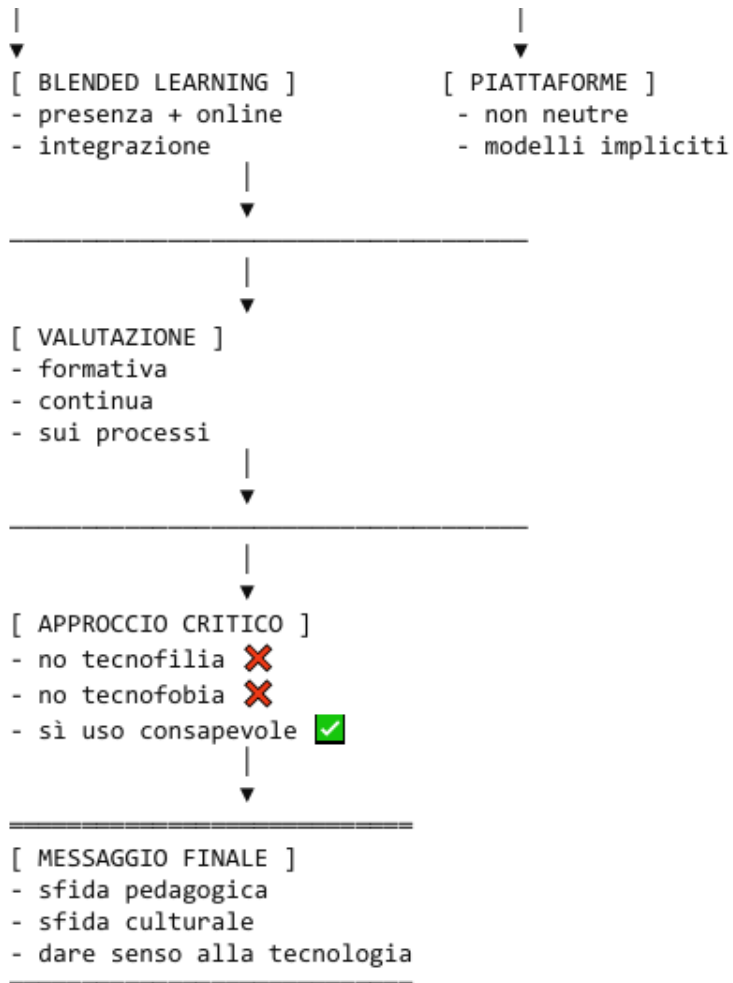 [ BLENDED LEARNING ] [ PIATTAFORME ]
- presenza + online - non neutre
- integrazione - modelli impliciti
[ VALUTAZIONE ]
- formativa
- continua
- sui processi
[ APPROCCIO CRITICO ]
- no tecnofilia ❌
- no tecnofobia ❌
- sì uso consapevole ✅
[ MESSAGGIO FINALE ]
- sfida pedagogica
- sfida culturale
- dare senso alla tecnologia